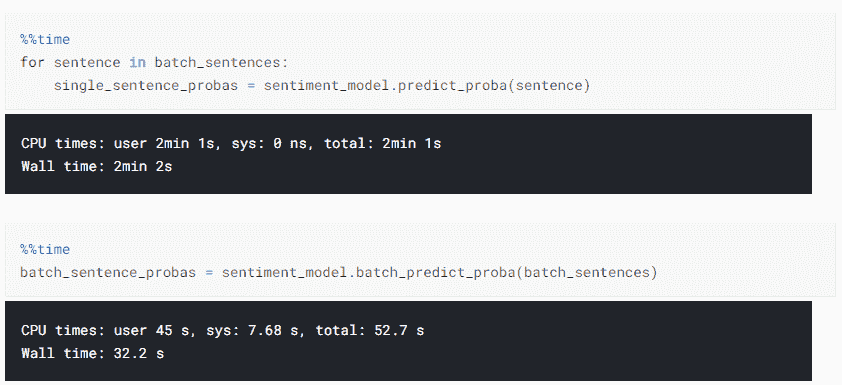 %%time
for sentence in batch_sentences:
    single_sentence_probas = sentiment_model.predict_proba(sentence)
CPU times: user 2min 1s, sys: 0 ns, total: 2min 1s
Wall time: 2min 2s
%%time
batch_sentence_probas = sentiment_model.batch_predict_proba(batch_sentences)
CPU times: user 45 s, sys: 7.68 s, total: 52.7 s
Wall time: 32.2 s